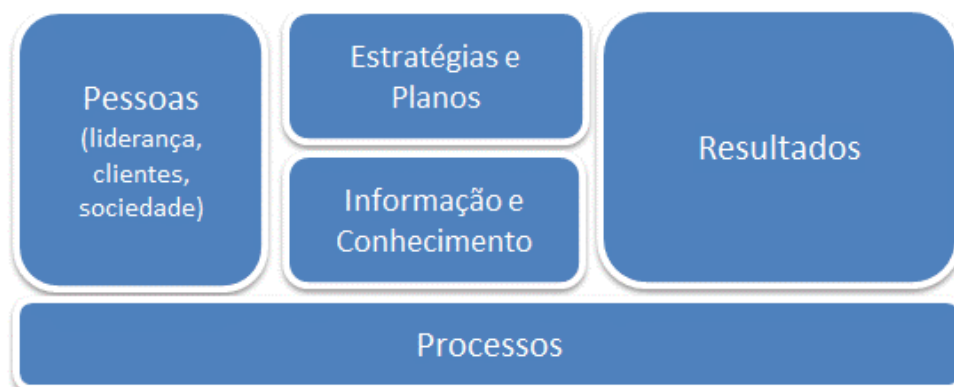 Pessoas
(liderança,
clientes,
sociedade)
Estratégias e
Planos
Informação e
Conhecimento
Resultados
Processos